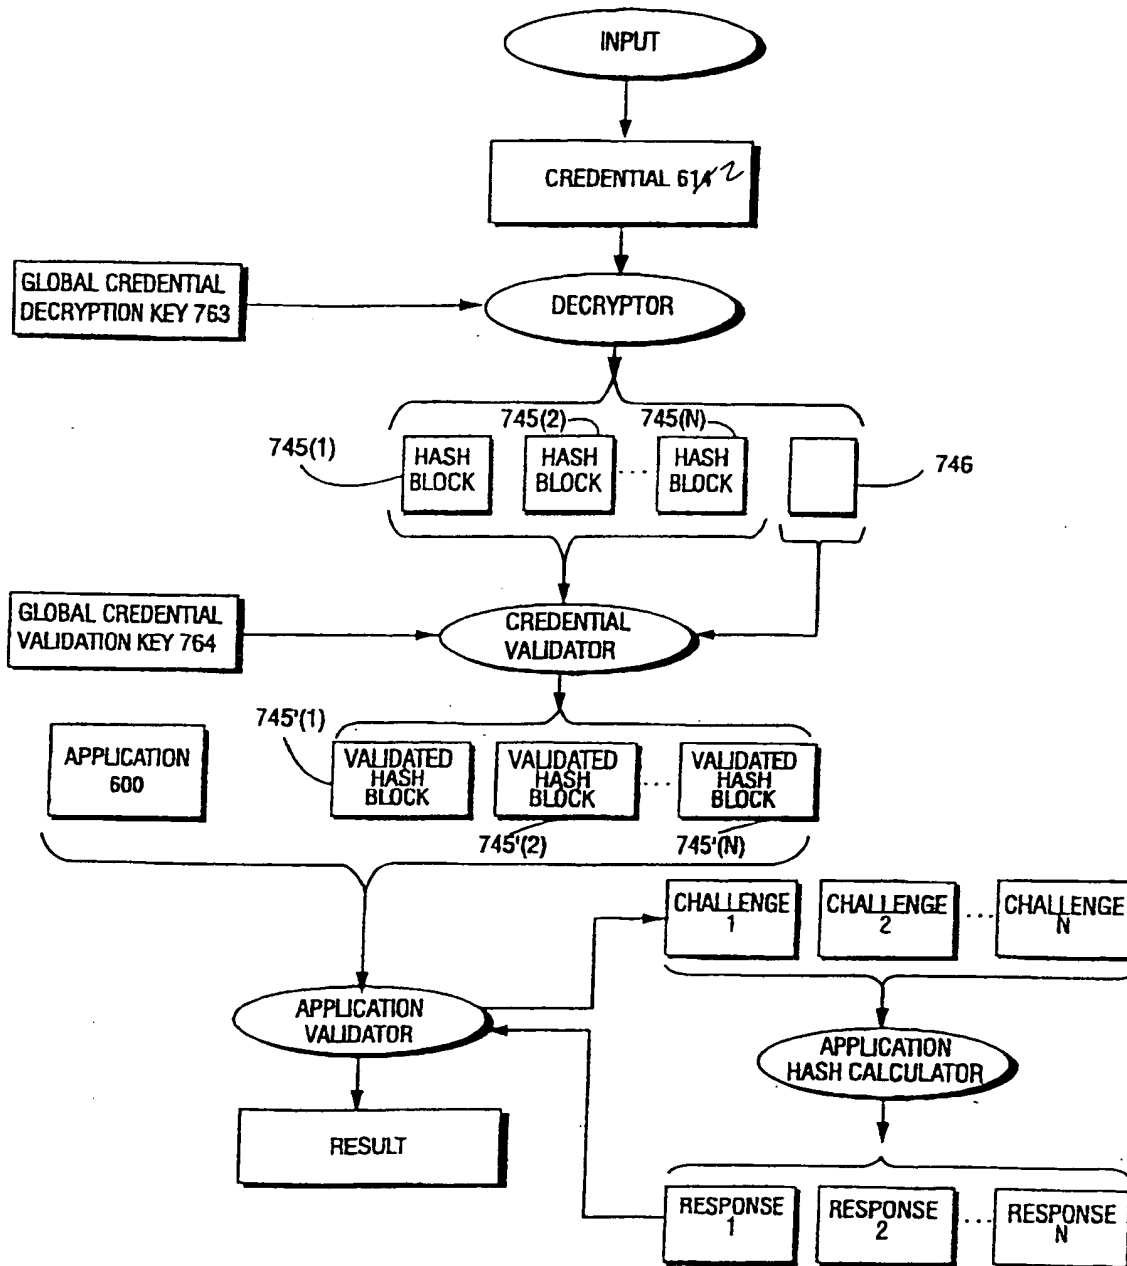 INPUT
CREDENTIAL 614 2
GLOBAL CREDENTIAL
DECRYPTION KEY 763
DECRYPTOR
745(1)
745(2)
745(N)
746
HASH
BLOCK
HASH
BLOCK
...
HASH
BLOCK
GLOBAL CREDENTIAL
VALIDATION KEY 764
CREDENTIAL
VALIDATOR
745'(1)
APPLICATION
600
VALIDATED
HASH
BLOCK
VALIDATED
HASH
BLOCK
...
VALIDATED
HASH
BLOCK
745'(2)
745'(N)
CHALLENGE
1
CHALLENGE
2
...
CHALLENGE
N
APPLICATION
VALIDATOR
APPLICATION
HASH CALCULATOR
RESULT
RESPONSE
1
RESPONSE
2
...
RESPONSE
N